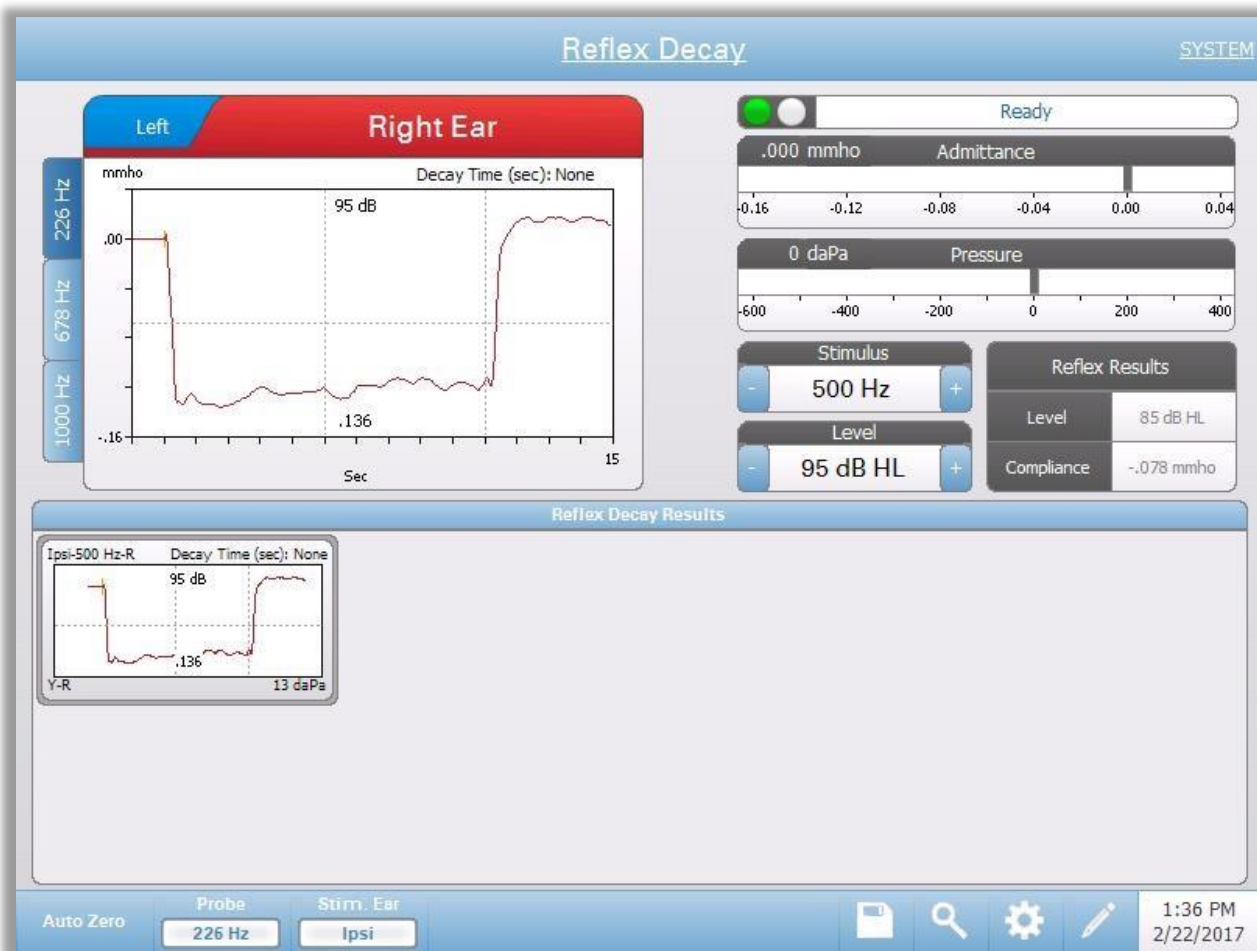 Reflex Decay
SYSTEM
Left
Right Ear
226 Hz
678 Hz
1000 Hz
mmho
Decay Time (sec): None
95 dB
.00
.136
-.16
15
Sec
Ready
.000 mmho Admittance
-0.16 -0.12 -0.08 -0.04 0.00 0.04
0 daPa Pressure
-600 -400 -200 0 200 400
Stimulus
- 500 Hz +
Level
- 95 dB HL +
Reflex Results
Level 85 dB HL
Compliance -.078 mmho
Reflex Decay Results
Ipsi-500 Hz-R Decay Time (sec): None
95 dB
.136
Y-R 13 daPa
Auto Zero
Probe
226 Hz
Stim. Ear
Ipsi
1:36 PM
2/22/2017